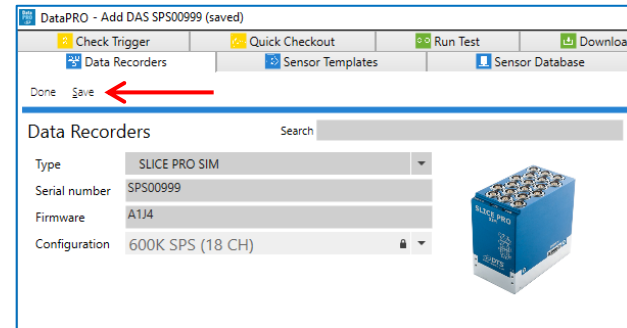 DataPRO - Add DAS SPS00999 (saved)
Check Trigger Quick Checkout Run Test Downloa
Data Recorders Sensor Templates Sensor Database
Done Save
Data Recorders Search
Type SLICE PRO SIM
Serial number SPS00999
Firmware A1J4
Configuration 600K SPS (18 CH)
SLICE PRO
SIM
DTS